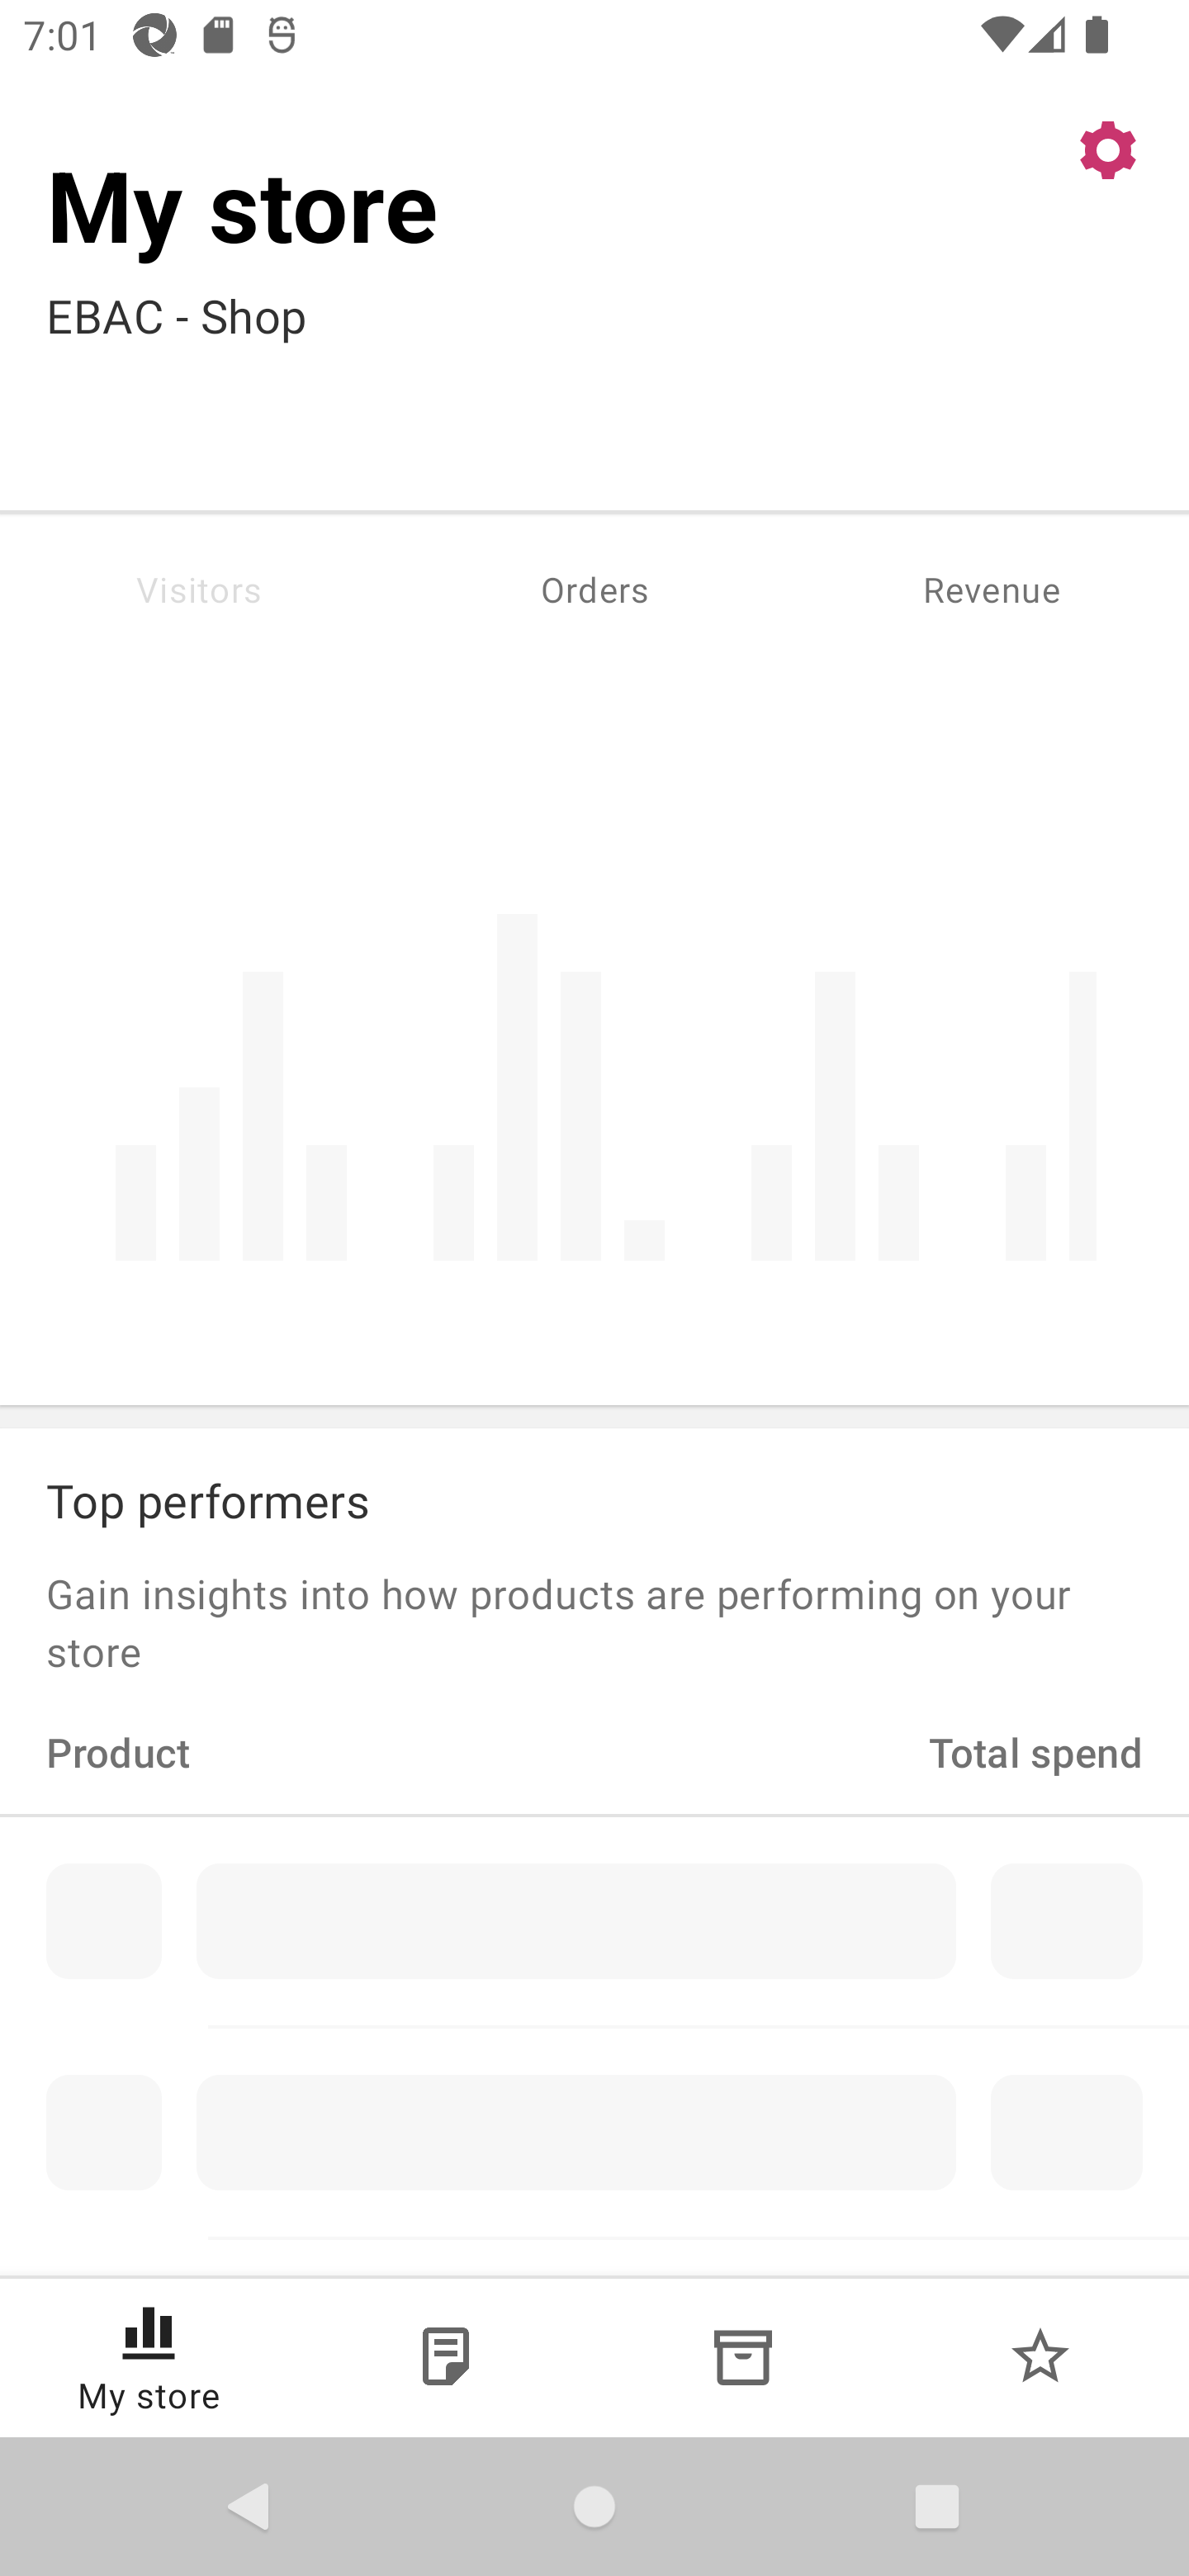 7:01
My store
EBAC - Shop
Visitors Orders Revenue
Top performers
Gain insights into how products are performing on your
store
Product Total spend
My store